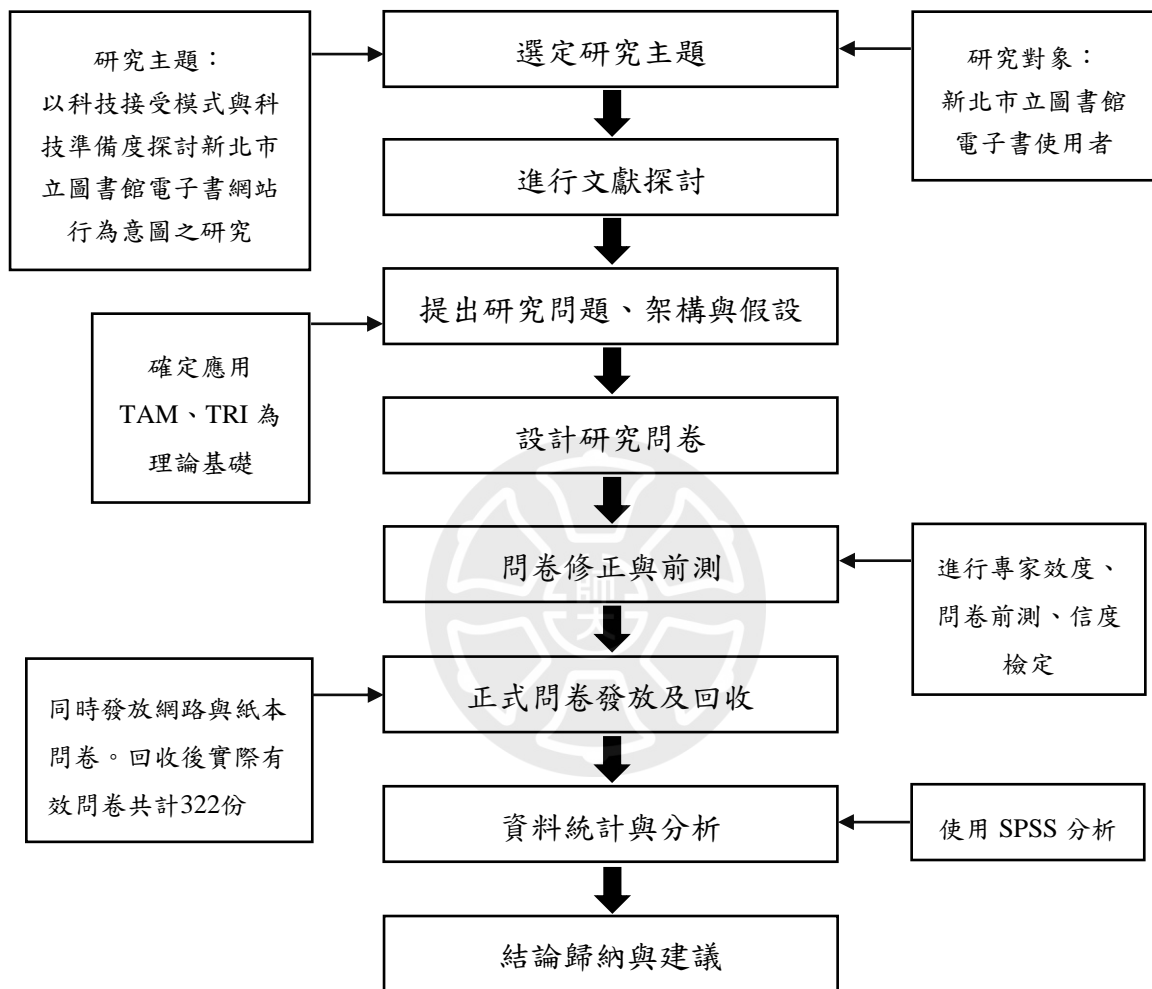 研究主題：
以科技接受模式與科
技準備度探討新北市
立圖書館電子書網站
行為意圖之研究
選定研究主題
研究對象：
新北市立圖書館
電子書使用者
進行文獻探討
提出研究問題、架構與假設
確定應用
TAM、TRI 為
理論基礎
設計研究問卷
問卷修正與前測
進行專家效度、
問卷前測、信度
檢定
同時發放網路與紙本
問卷。回收後實際有
效問卷共計322份
正式問卷發放及回收
資料統計與分析
使用 SPSS 分析
結論歸納與建議
師大